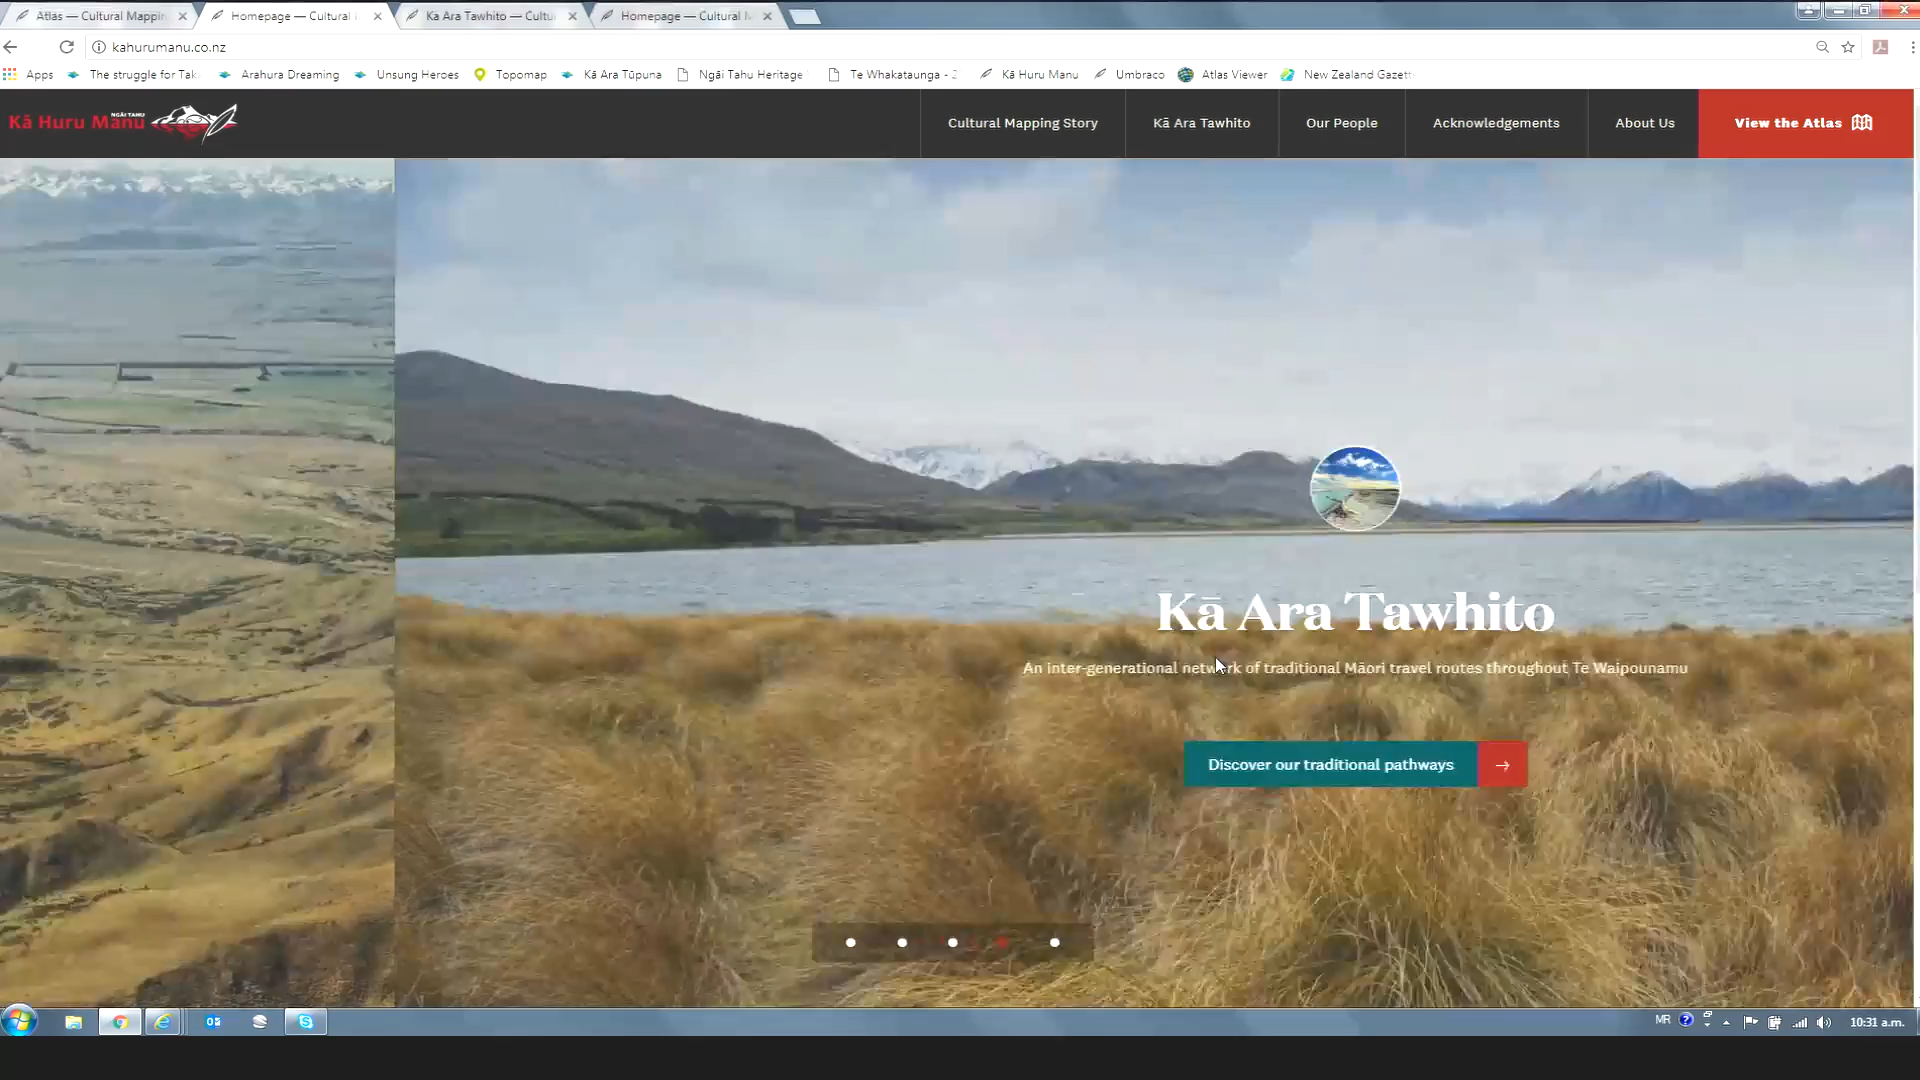 Atlas — Cultural Mappin
Homepage — Cultural
Ka Ara Tawhito — Cultu
Homepage — Cultural M
kahurumanu.co.nz
Apps
The struggle for Tak
Arahura Dreaming
Unsung Heroes
Topomap
Kā Ara Tūpuna
Ngāi Tahu Heritage
Te Whakataunga -
Kā Huru Manu
Umbraco
Atlas Viewer
New Zealand Gazett
NGĀI TAHU
Kā Huru Manu
Cultural Mapping Story
Kā Ara Tawhito
Our People
Acknowledgements
About Us
View the Atlas
Kā Ara Tawhito
An inter-generational network of traditional Māori travel routes throughout Te Waipounamu
Discover our traditional pathways →
MR
10:31 a.m.